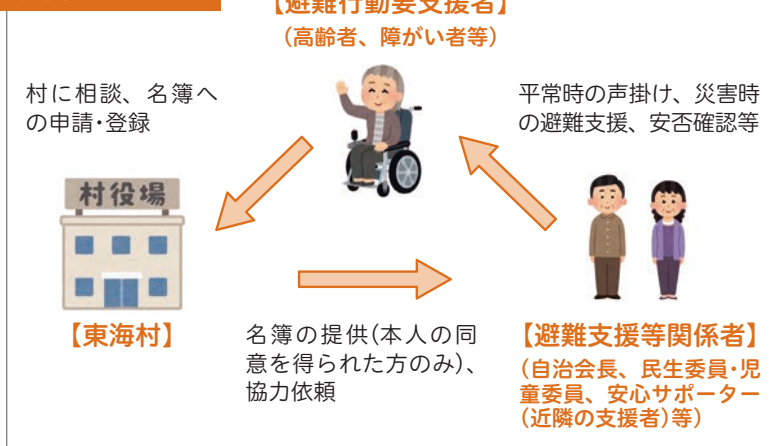 【避難行動要支援者】
(高齢者、障がい者等)
村に相談、名簿へ
の申請・登録
平常時の声掛け、災害時
の避難支援、安否確認等
村役場
【東海村】
名簿の提供(本人の同
意を得られた方のみ)、
協力依頼
【避難支援等関係者】
(自治会長、民生委員・児
童委員、安心サポーター
(近隣の支援者)等)